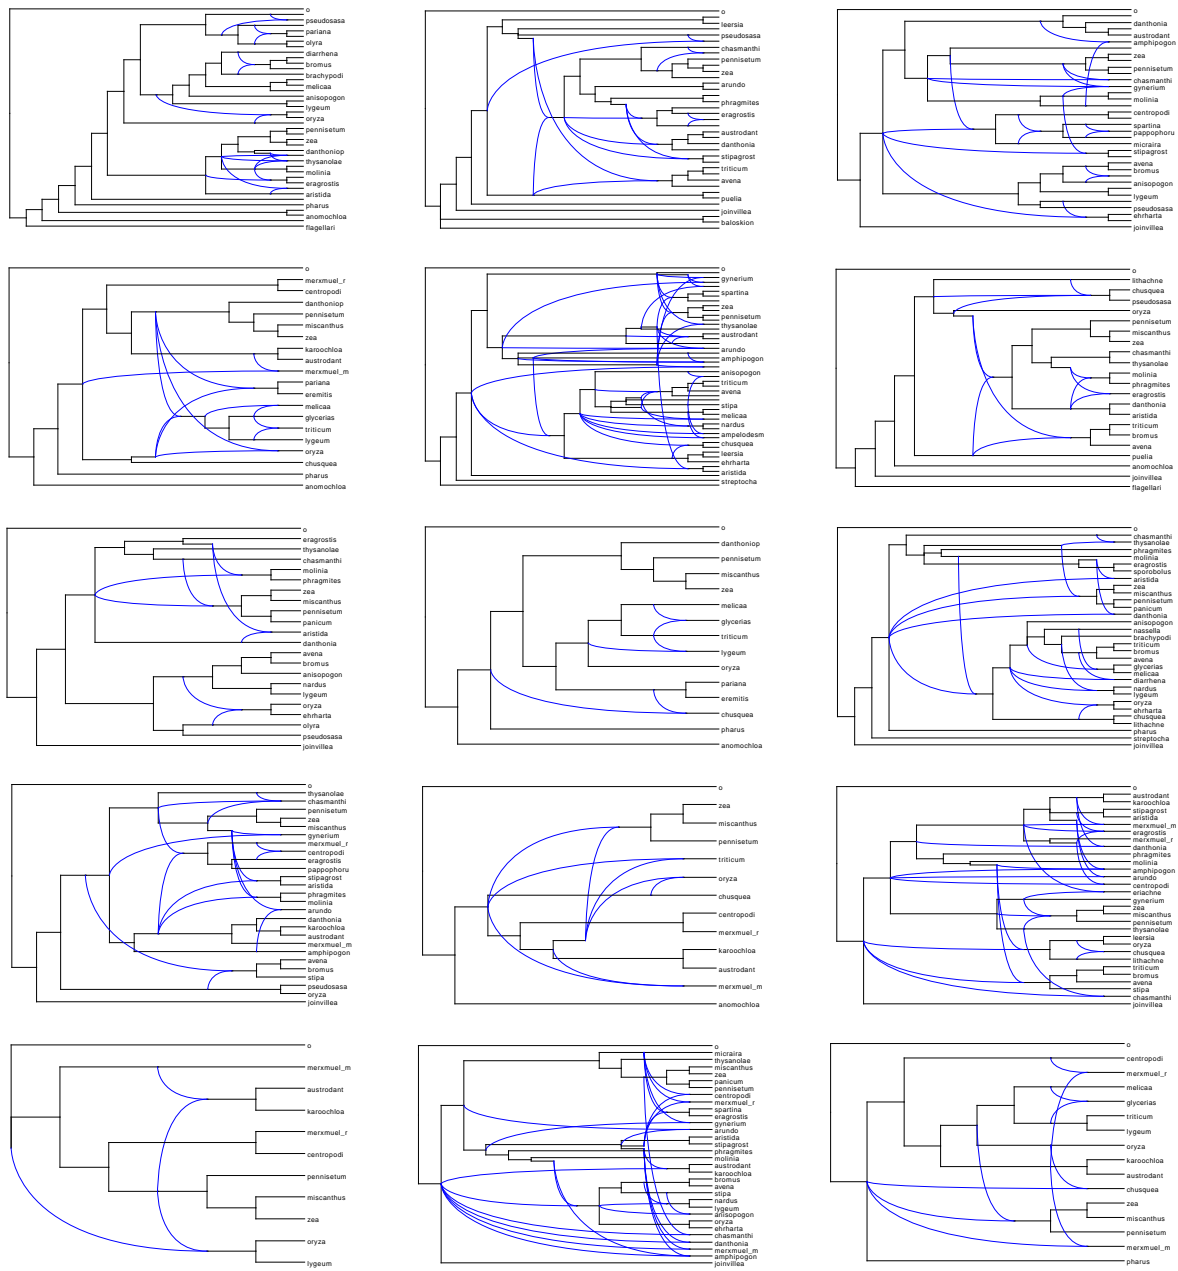 o
pseudosasa
pariana
olyra
diarrhena
bromus
brachypodi
melicaa
anisopogon
lygeum
oryza
pennisetum
zea
danthoniop
thysanolae
molinia
eragrostis
aristida
pharus
anomochloa
flagellari
o
leersia
pseudosasa
chasmanthi
pennisetum
zea
arundo
phragmites
eragrostis
austrodant
danthonia
stipagrost
triticum
avena
puelia
joinvillea
baloskion
o
danthonia
austrodant
amphipogon
zea
pennisetum
chasmanthi
gynerium
molinia
centropodi
spartina
pappophoru
micraira
stipagrost
avena
bromus
anisopogon
lygeum
pseudosasa
ehrharta
joinvillea
o
merxmuel_r
centropodi
danthoniop
pennisetum
miscanthus
zea
karoochloa
austrodant
merxmuel_m
pariana
eremitis
melicaa
glycerias
triticum
lygeum
oryza
chusquea
pharus
anomochloa
o
gynerium
spartina
zea
pennisetum
thysanolae
austrodant
arundo
amphipogon
anisopogon
triticum
avena
stipa
melicaa
nardus
ampelodesm
chusquea
leersia
ehrharta
aristida
streptocha
o
lithachne
chusquea
pseudosasa
oryza
pennisetum
miscanthus
zea
chasmanthi
thysanolae
molinia
phragmites
eragrostis
danthonia
aristida
triticum
bromus
avena
puelia
anomochloa
joinvillea
flagellari
o
eragrostis
thysanolae
chasmanthi
molinia
phragmites
zea
miscanthus
pennisetum
panicum
aristida
danthonia
avena
bromus
anisopogon
nardus
lygeum
oryza
ehrharta
olyra
pseudosasa
joinvillea
o
danthoniop
pennisetum
miscanthus
zea
melicaa
glycerias
triticum
lygeum
oryza
pariana
eremitis
chusquea
pharus
anomochloa
o
chasmanthi
thysanolae
phragmites
molinia
eragrostis
sporobolus
aristida
zea
miscanthus
pennisetum
panicum
danthonia
anisopogon
nassella
brachypodi
triticum
bromus
avena
glycerias
melicaa
diarrhena
nardus
lygeum
oryza
ehrharta
chusquea
lithachne
pharus
streptocha
joinvillea
o
thysanolae
chasmanthi
pennisetum
zea
miscanthus
gynerium
merxmuel_r
centropodi
eragrostis
pappophoru
stipagrost
aristida
phragmites
molinia
arundo
danthonia
karoochloa
austrodant
merxmuel_m
amphipogon
avena
bromus
stipa
pseudosasa
oryza
joinvillea
o
zea
miscanthus
pennisetum
triticum
oryza
chusquea
centropodi
merxmuel_r
karoochloa
austrodant
merxmuel_m
anomochloa
o
austrodant
karoochloa
stipagrost
aristida
merxmuel_m
eragrostis
merxmuel_r
danthonia
phragmites
molinia
amphipogon
arundo
centropodi
eriachne
gynerium
zea
miscanthus
pennisetum
thysanolae
leersia
oryza
chusquea
lithachne
triticum
bromus
avena
stipa
chasmanthi
joinvillea
o
merxmuel_m
austrodant
karoochloa
merxmuel_r
centropodi
pennisetum
miscanthus
zea
oryza
lygeum
o
micraira
thysanolae
miscanthus
zea
panicum
pennisetum
centropodi
merxmuel_r
spartina
eragrostis
gynerium
arundo
aristida
stipagrost
phragmites
molinia
austrodant
karoochloa
bromus
avena
stipa
nardus
lygeum
anisopogon
oryza
ehrharta
chasmanthi
danthonia
merxmuel_m
amphipogon
joinvillea
o
centropodi
merxmuel_r
melicaa
glycerias
triticum
lygeum
oryza
karoochloa
austrodant
chusquea
zea
miscanthus
pennisetum
merxmuel_m
pharus